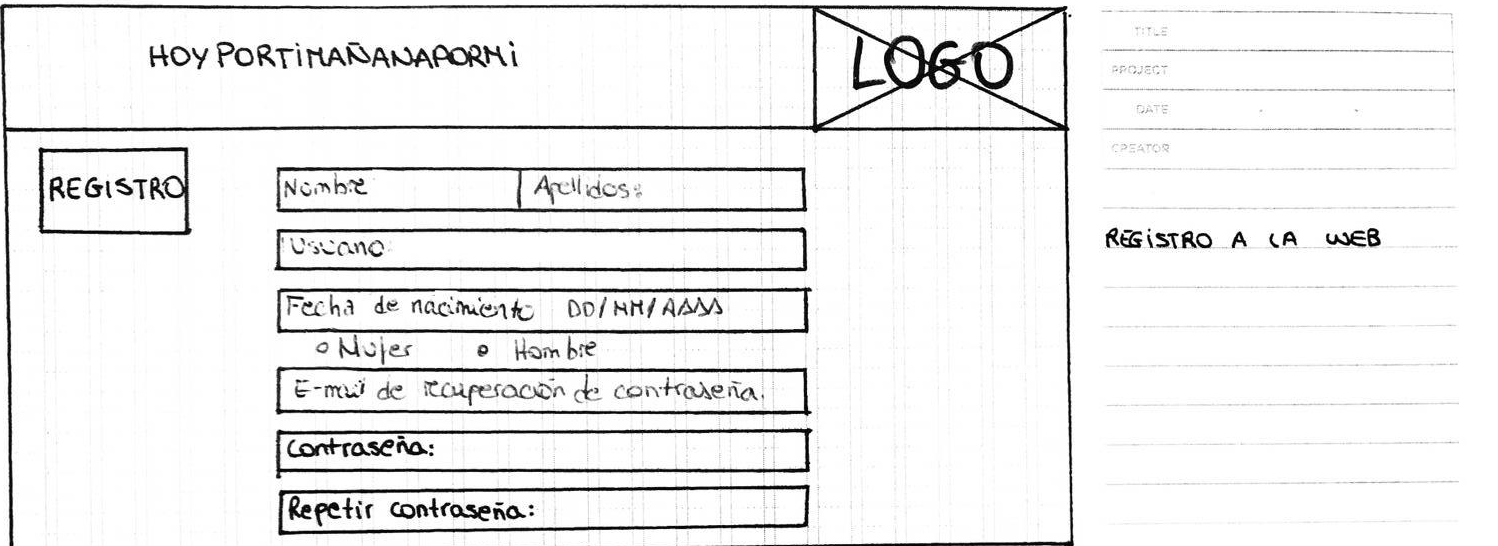 HOYPORTIMAÑANAPORMi
LOGO
TITLE
PROJECT
DATE
CREATOR
REGISTRO
Nombre
Apellidos:
Usuario
REGiSTRO A LA WEB
Fecha de nacimiento DD/MM/AAAA
Mujer Hombre
E-mail de recuperación de contraseña.
Contraseña:
Repetir contraseña: